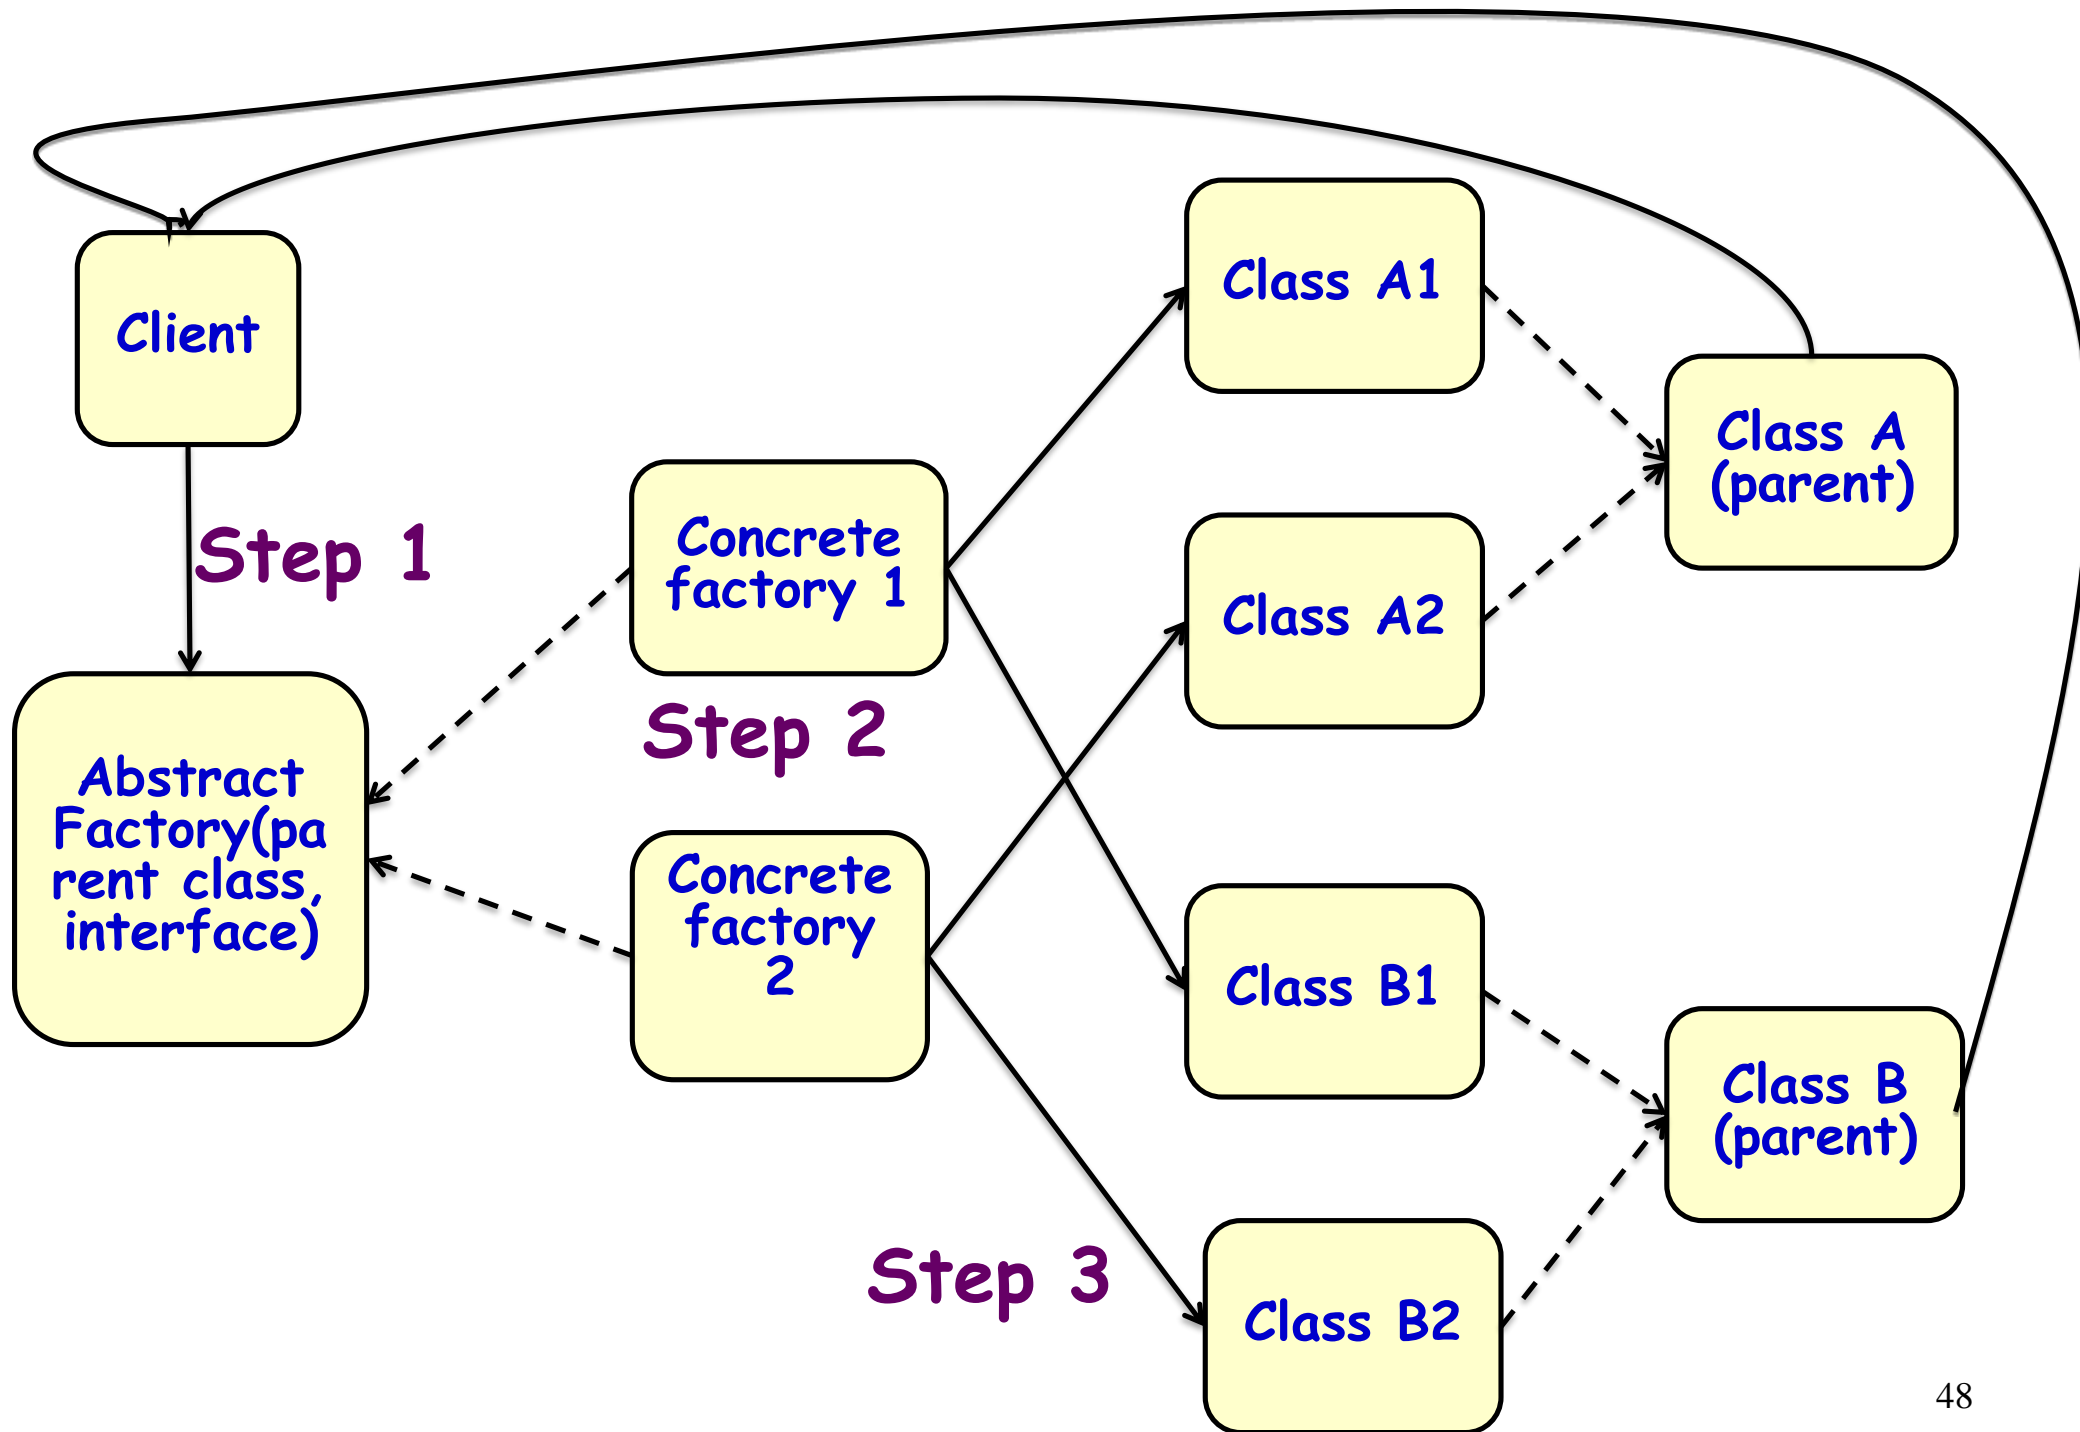 Client
Step 1
Abstract
Factory(pa
rent class,
interface)
Concrete
factory 1
Step 2
Concrete
factory
2
Step 3
Class A1
Class A2
Class B1
Class B2
Class A
(parent)
Class B
(parent)
48